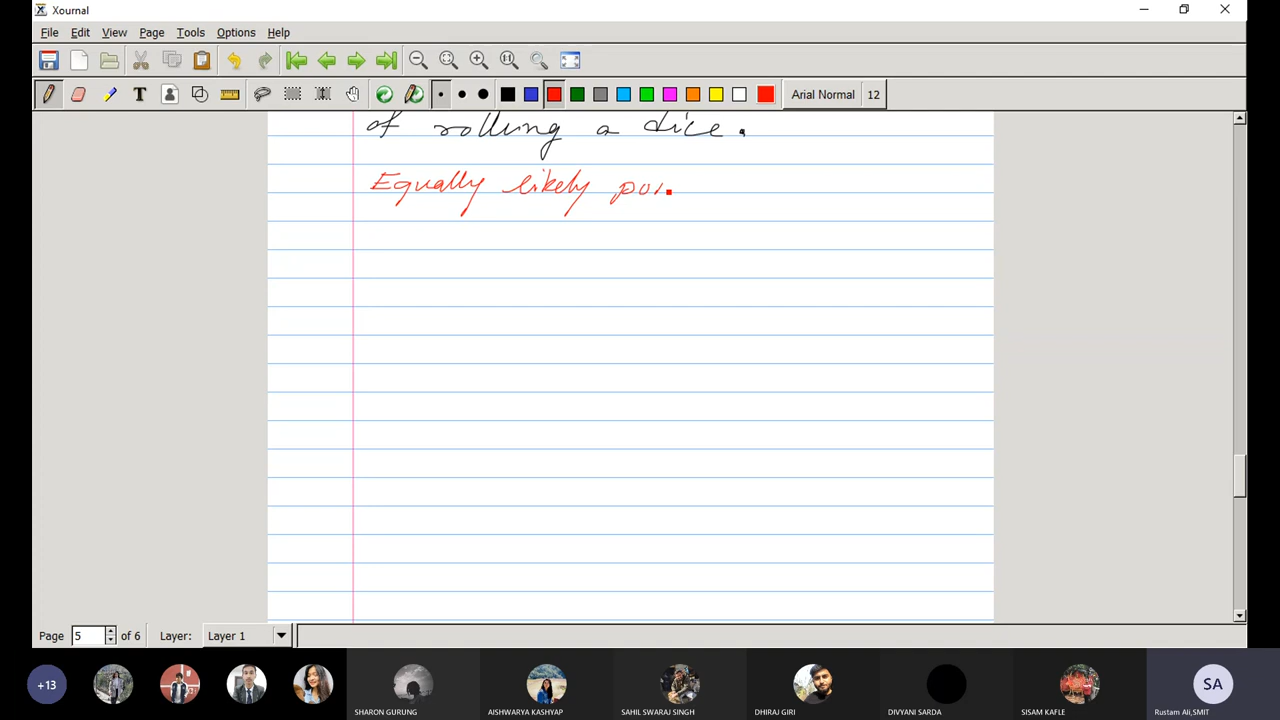 Xournal
File Edit View Page Tools Options Help
T Arial Normal 12
of rolling a dice.
Equally likely
Page 5 of 6 Layer: Layer 1
+13 SHARON GURUNG AISHWARYA KASHYAP SAHIL SWARAJ SINGH DHIRAJ GIRI DIVYANI SARDA SISAM KAFLE SA Rustam Ali,SMIT